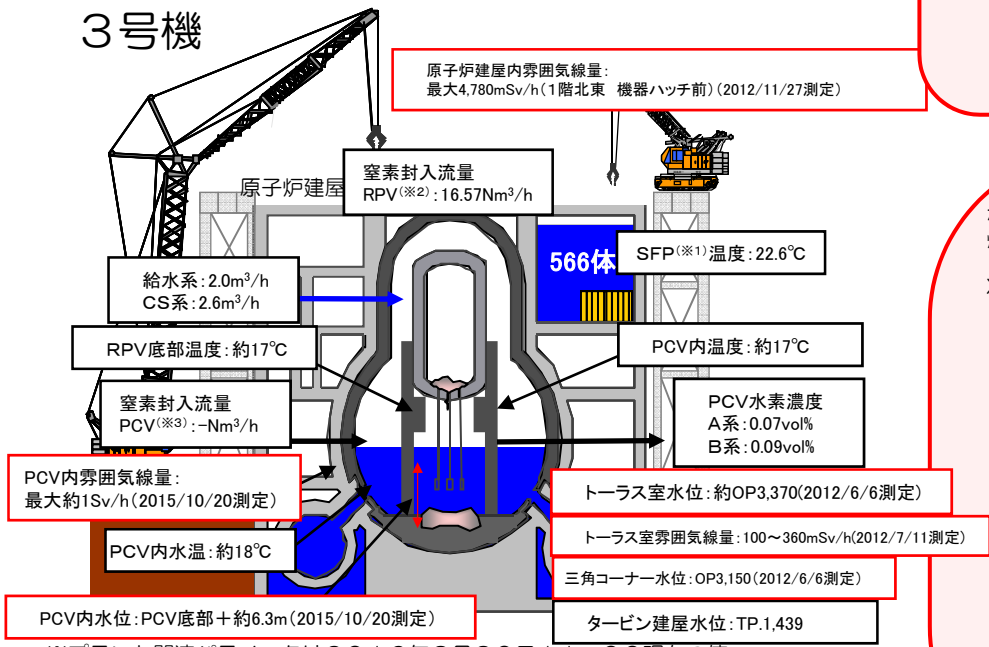 3号機
原子炉建屋内雰囲気線量:
最大4,780mSv/h(1階北東 機器ハッチ前)(2012/11/27測定)
窒素封入流量
RPV(※2):16.57Nm³/h
原子炉建屋
566体
SFP(※1)温度:22.6℃
給水系:2.0m³/h
CS系:2.6m³/h
RPV底部温度:約17℃
PCV内温度:約17℃
窒素封入流量
PCV(※3):-Nm³/h
PCV水素濃度
A系:0.07vol%
B系:0.09vol%
PCV内雰囲気線量:
最大約1Sv/h(2015/10/20測定)
トーラス室水位:約OP3,370(2012/6/6測定)
トーラス室雰囲気線量:100～360mSv/h(2012/7/11測定)
PCV内水温:約18℃
三角コーナー水位:OP3,150(2012/6/6測定)
PCV内水位:PCV底部+約6.3m(2015/10/20測定)
タービン建屋水位:TP.1,439